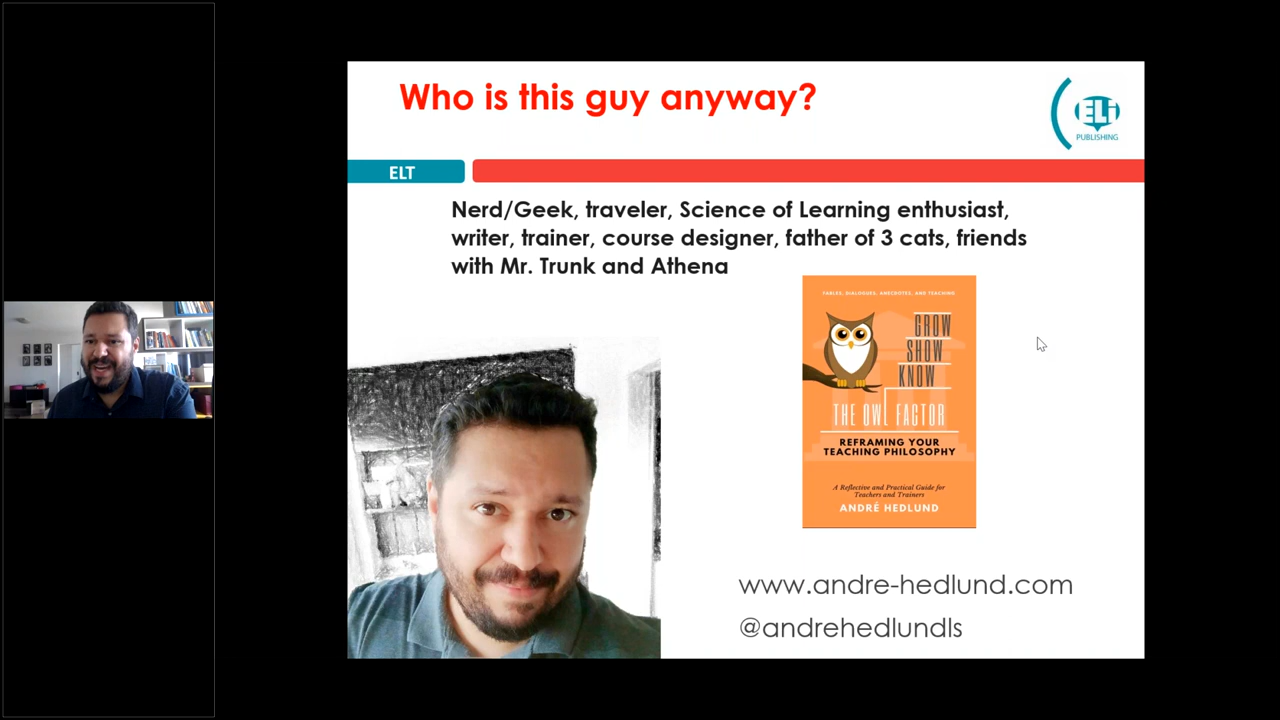 Who is this guy anyway?
ELi
PUBLISHING
ELT
Nerd/Geek, traveler, Science of Learning enthusiast,
writer, trainer, course designer, father of 3 cats, friends
with Mr. Trunk and Athena
FABLES, DIALOGUES, ANECDOTES, AND TEACHING
GROW
SHOW
KNOW
THE OWL FACTOR
REFRAMING YOUR
TEACHING PHILOSOPHY
A Reflective and Practical Guide for
Teachers and Trainers
ANDRÉ HEDLUND
www.andre-hedlund.com
@andrehedlundls